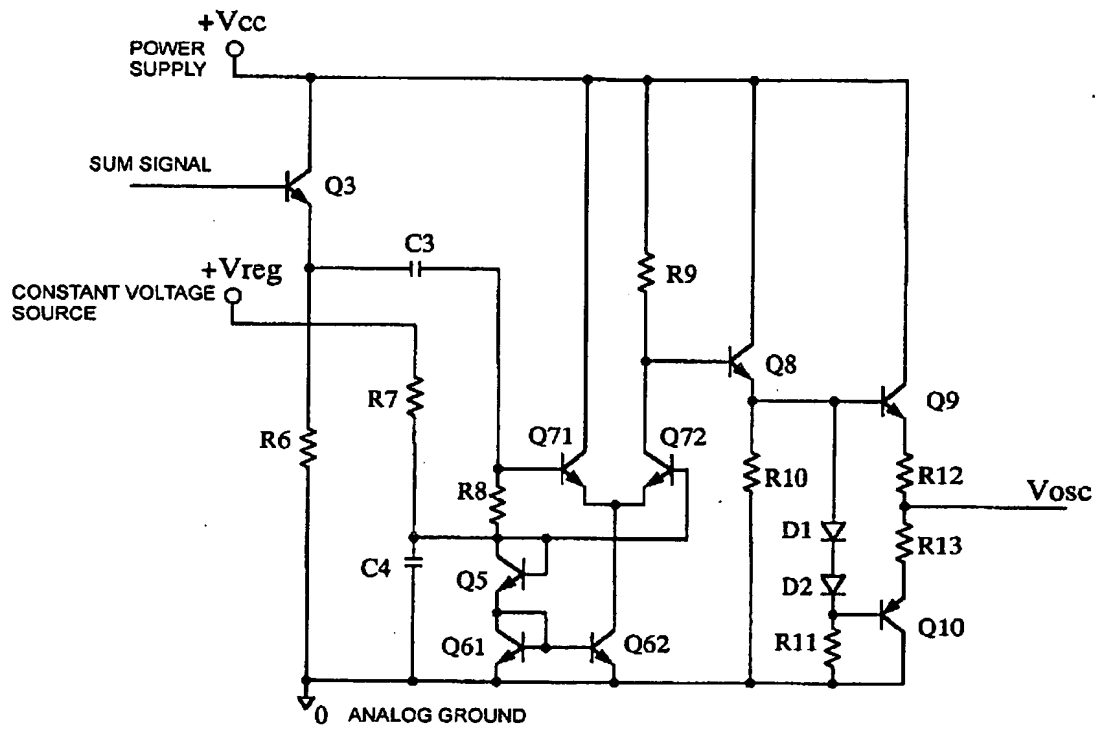 +Vcc
POWER
SUPPLY
SUM SIGNAL
Q3
C3
+Vreg
CONSTANT VOLTAGE
SOURCE
R9
Q8
R7
Q9
R6
Q71
Q72
R8
R10
R12
Vosc
D1
R13
C4
Q5
D2
Q61
Q62
R11
Q10
0 ANALOG GROUND